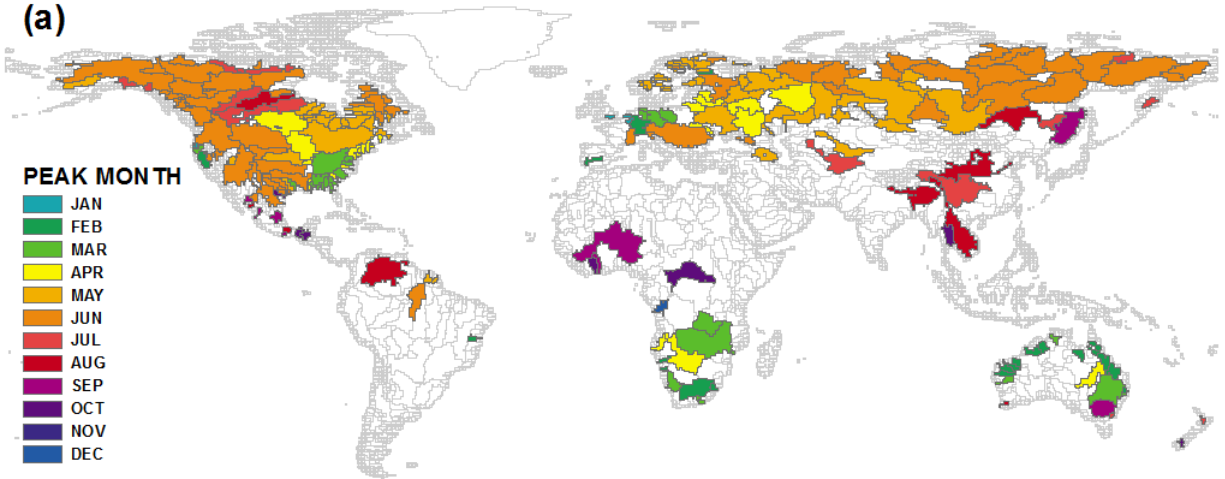 (a)
PEAK MONTH
JAN
FEB
MAR
APR
MAY
JUN
JUL
AUG
SEP
OCT
NOV
DEC